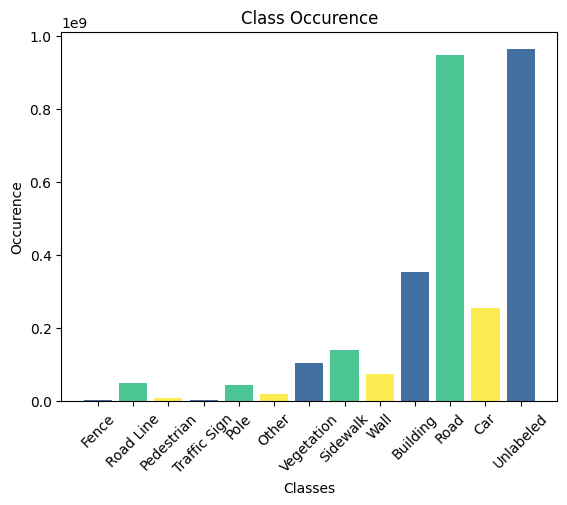 Class Occurence
1e9
1.0
0.8
0.6
0.4
0.2
0.0
Occurence
Fence
Road Line
Pedestrian
Traffic Sign
Pole
Other
Vegetation
Sidewalk
Wall
Building
Road
Car
Unlabeled
Classes